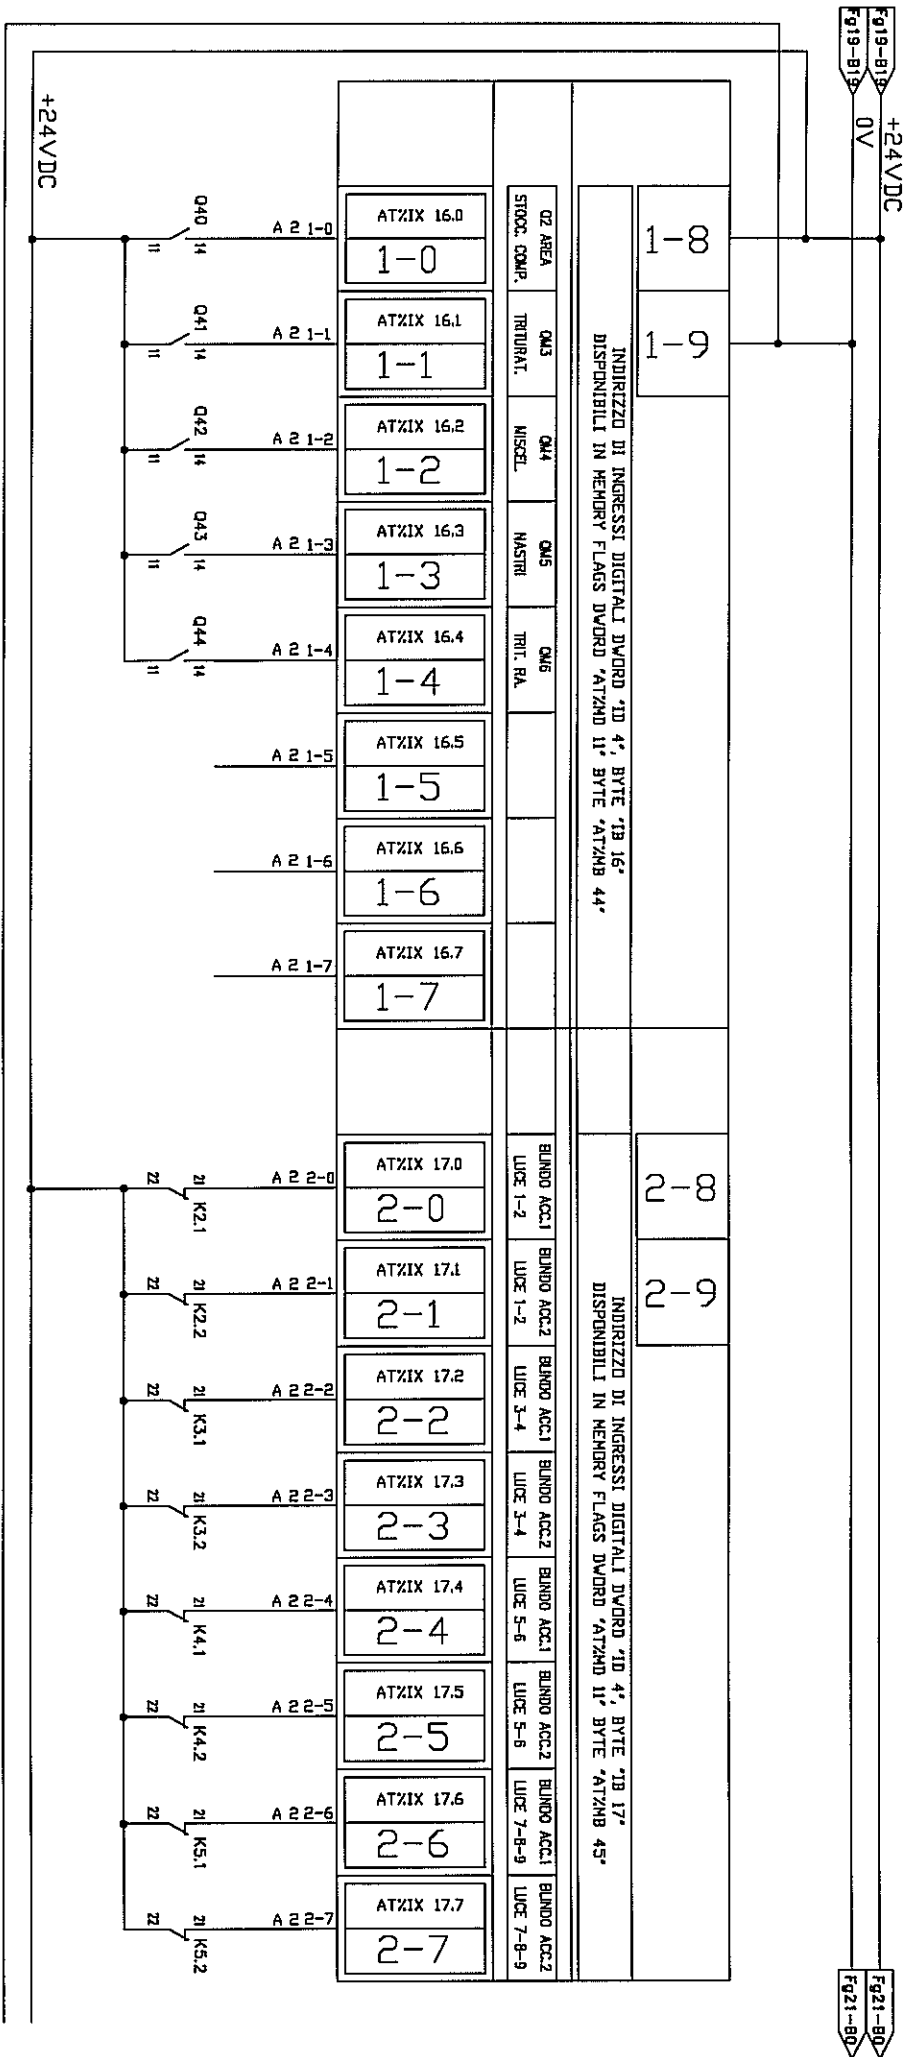 Fg19-B19
Fg19-B19
+24VDC
0V
Fg21-B0
Fg21-B0
1-8
1-9
2-8
2-9
INDIRIZZO DI INGRESSI DIGITALI DWORD "ID 4", BYTE "IB 16"
DISPONIBILI IN MEMORY FLAGS DWORD "AT%MD 11" BYTE "AT%MB 44"
INDIRIZZO DI INGRESSI DIGITALI DWORD "ID 4", BYTE "IB 17"
DISPONIBILI IN MEMORY FLAGS DWORD "AT%MD 11" BYTE "AT%MB 45"
Q2 AREA
STOCC. COMP.
QM3
TRITURAT.
QM4
MISCEL.
QM5
NASTRI
QM6
TRIT. RA.
BLINDO ACC.1
LUCE 1-2
BLINDO ACC.2
LUCE 1-2
BLINDO ACC.1
LUCE 3-4
BLINDO ACC.2
LUCE 3-4
BLINDO ACC.1
LUCE 5-6
BLINDO ACC.2
LUCE 5-6
BLINDO ACC.1
LUCE 7-8-9
BLINDO ACC.2
LUCE 7-8-9
AT%IX 16.0
1-0
AT%IX 16.1
1-1
AT%IX 16.2
1-2
AT%IX 16.3
1-3
AT%IX 16.4
1-4
AT%IX 16.5
1-5
AT%IX 16.6
1-6
AT%IX 16.7
1-7
AT%IX 17.0
2-0
AT%IX 17.1
2-1
AT%IX 17.2
2-2
AT%IX 17.3
2-3
AT%IX 17.4
2-4
AT%IX 17.5
2-5
AT%IX 17.6
2-6
AT%IX 17.7
2-7
A 2 1-0
A 2 1-1
A 2 1-2
A 2 1-3
A 2 1-4
A 2 1-5
A 2 1-6
A 2 1-7
A 2 2-0
A 2 2-1
A 2 2-2
A 2 2-3
A 2 2-4
A 2 2-5
A 2 2-6
A 2 2-7
Q40 14
11
Q41 14
11
Q42 14
11
Q43 14
11
Q44 14
11
21 K2.1
22
21 K2.2
22
21 K3.1
22
21 K3.2
22
21 K4.1
22
21 K4.2
22
21 K5.1
22
21 K5.2
22
+24VDC